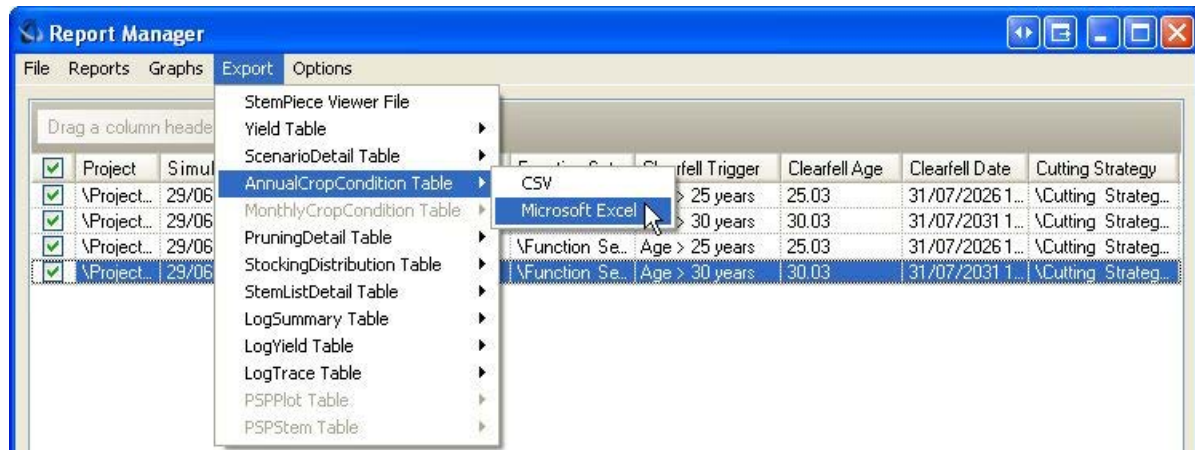 Report Manager
File Reports Graphs Export Options
Drag a column heade
StemPiece Viewer File
Yield Table
ScenarioDetail Table
AnnualCropCondition Table
MonthlyCropCondition Table
PruningDetail Table
StockingDistribution Table
StemListDetail Table
LogSummary Table
LogYield Table
LogTrace Table
PSPPlot Table
PSPStem Table
CSV
Microsoft Excel
Project Simul rfell Trigger Clearfell Age Clearfell Date Cutting Strategy
\Project... 29/06 > 25 years 25.03 31/07/2026 1... \Cutting Strateg...
\Project... 29/06 > 30 years 30.03 31/07/2031 1... \Cutting Strateg...
\Project... 29/06 \Function Se... Age > 25 years 25.03 31/07/2026 1... \Cutting Strateg...
\Project... 29/06 \Function Se... Age > 30 years 30.03 31/07/2031 1... \Cutting Strateg...